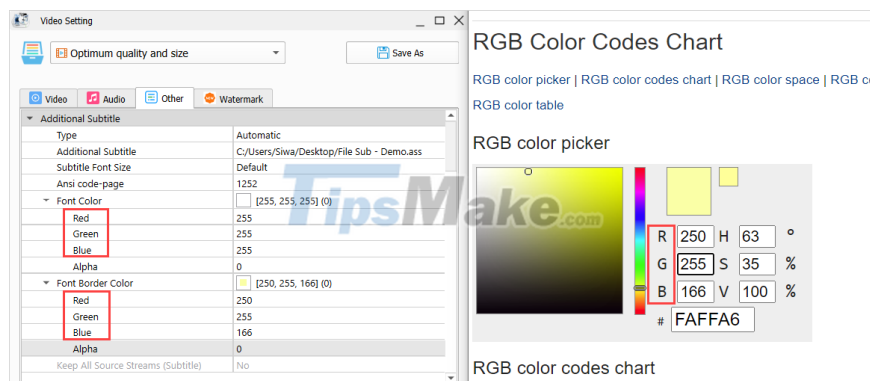 Video Setting
Optimum quality and size
Save As
Video Audio Other Watermark
Additional Subtitle
Type Automatic
Additional Subtitle C:/Users/Siwa/Desktop/File Sub - Demo.ass
Subtitle Font Size Default
Ansi code-page 1252
Font Color [255, 255, 255] (0)
Red 255
Green 255
Blue 255
Alpha 0
Font Border Color [250, 255, 166] (0)
Red 250
Green 255
Blue 166
Alpha 0
Keep All Source Streams (Subtitle) No
TipsMake.com
RGB Color Codes Chart
RGB color picker | RGB color codes chart | RGB color space | RGB
RGB color table
RGB color picker
R 250 H 63 °
G 255 S 35 %
B 166 V 100 %
# FAFFA6
RGB color codes chart